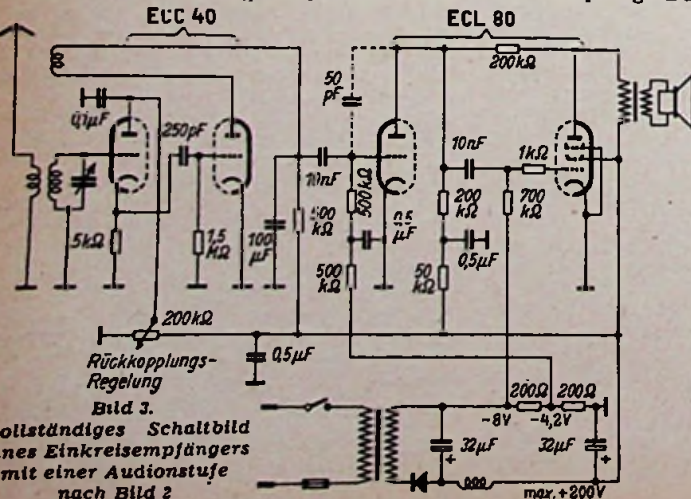 ECC 40
ECL 80
200kΩ
50
pF
0,1µF
250pF
10nF
10nF
1kΩ
5kΩ
1,5
MΩ
100
µF
500
kΩ
500kΩ
0,5
µF
200
kΩ
700
kΩ
500
kΩ
50
kΩ
0,5µF
200kΩ
Rückkopplungs-
Regelung
0,5µF
200Ω
200Ω
-8V
-4,2V
32µF
+
32µF
+
max.+200V
Bild 3.
ollständiges Schaltbild
nes Einkreisempfängers
mit einer Audionstufe
nach Bild 2